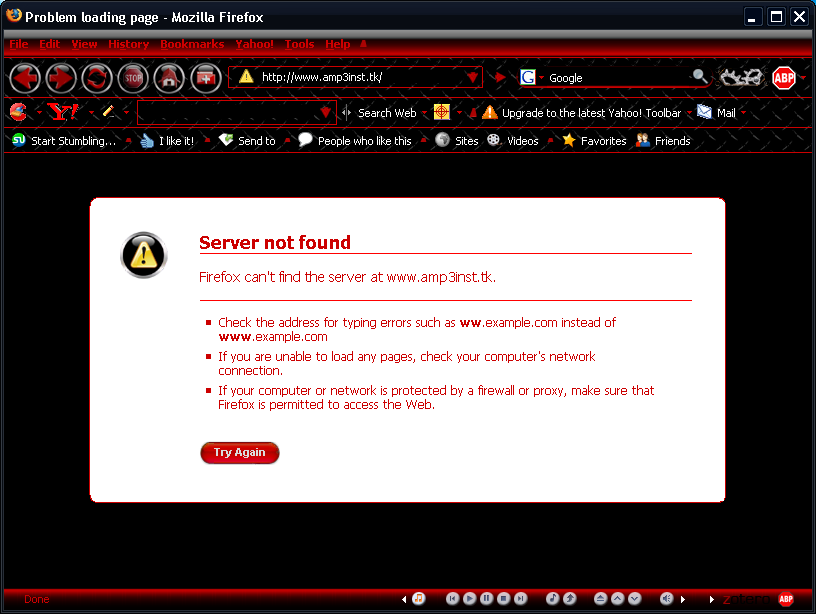 Problem loading page - Mozilla Firefox
File Edit View History Bookmarks Yahoo! Tools Help
STOP http://www.amp3inst.tk/ G Google ABP
Y! Search Web Upgrade to the latest Yahoo! Toolbar Mail
Start Stumbling... I like it! Send to People who like this Sites Videos Favorites Friends
Server not found
Firefox can't find the server at www.amp3inst.tk.
Check the address for typing errors such as ww.example.com instead of
www.example.com
If you are unable to load any pages, check your computer's network
connection.
If your computer or network is protected by a firewall or proxy, make sure that
Firefox is permitted to access the Web.
Try Again
Done zotero ABP